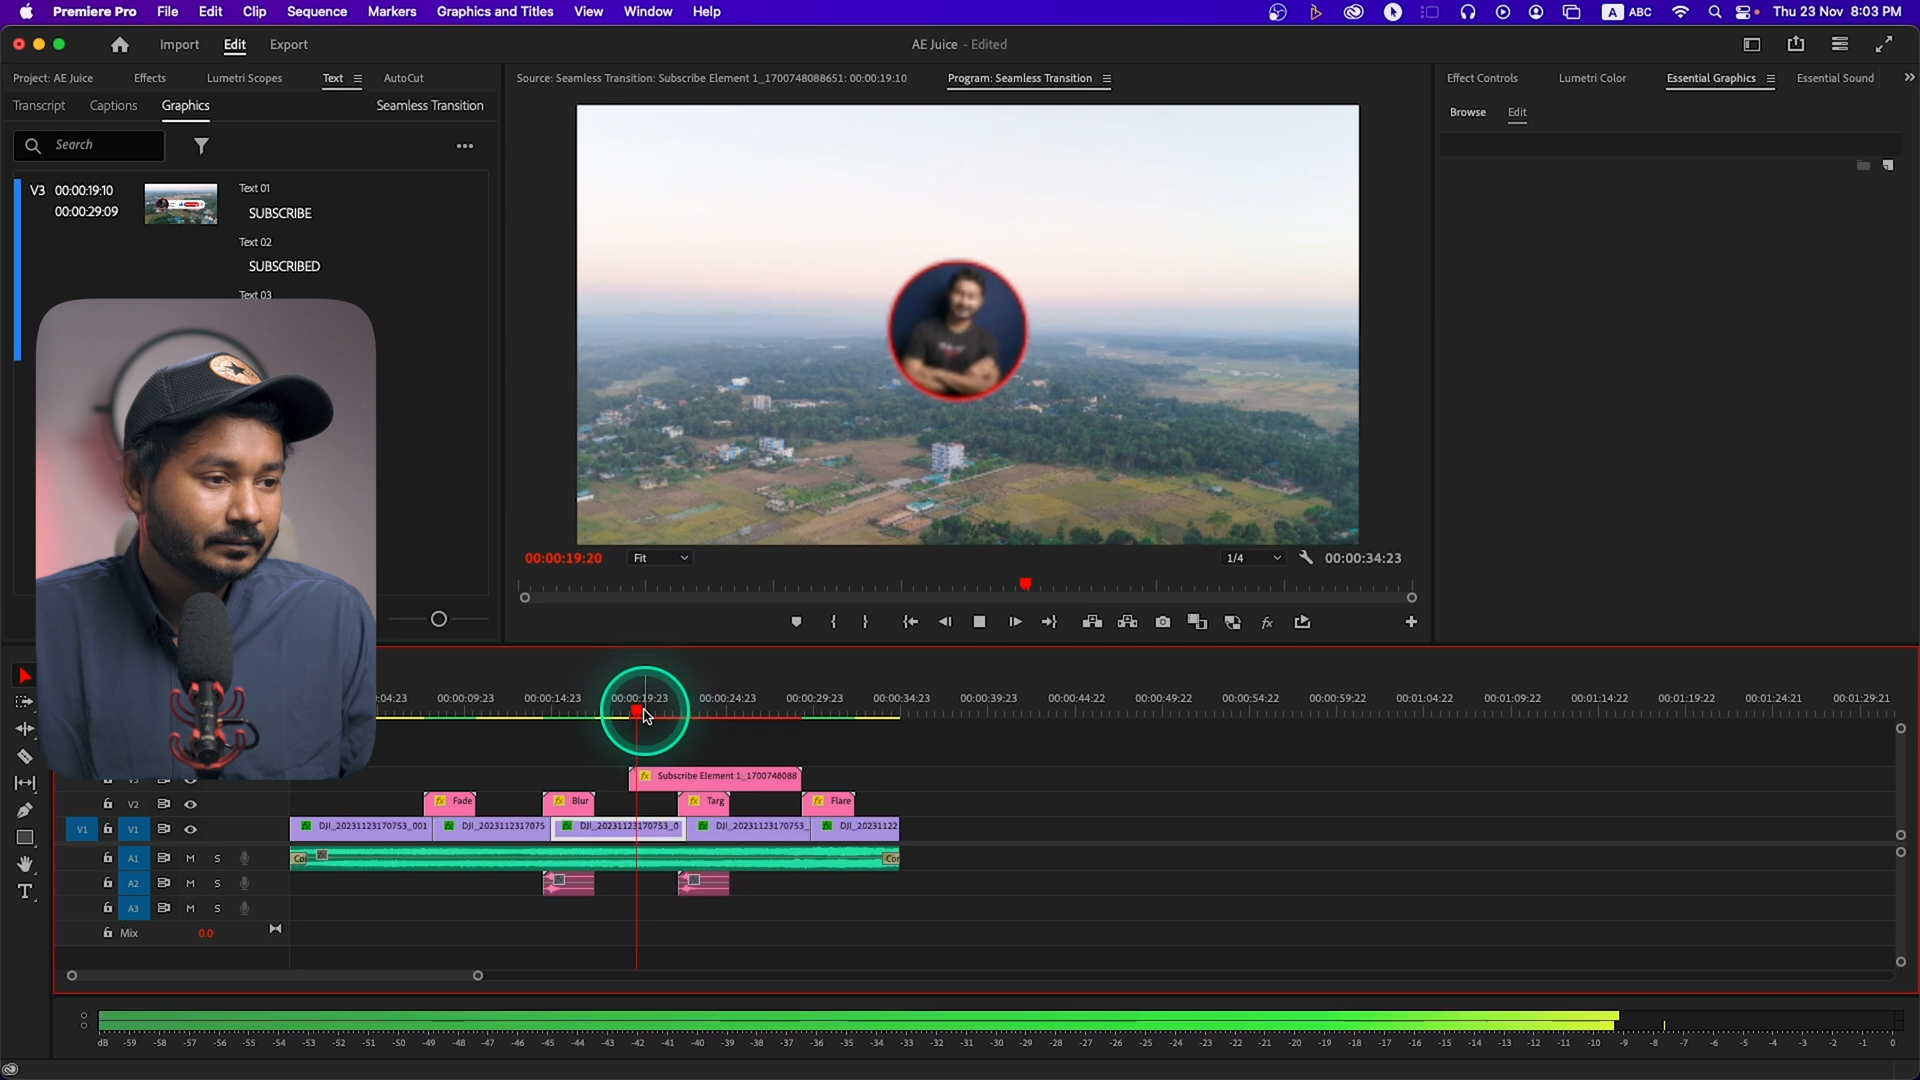 Premiere Pro File Edit Clip Sequence Markers Graphics and Titles View Window Help A ABC Thu 23 Nov 8:03 PM
Import Edit Export AE Juice - Edited
Project: AE Juice Effects Lumetri Scopes Text AutoCut Source: Seamless Transition: Subscribe Element 1_1700748088651: 00:00:19:10 Program: Seamless Transition Effect Controls Lumetri Color Essential Graphics Essential Sound
Transcript Captions Graphics Seamless Transition Browse Edit
Search
V3 00:00:19:10 Text 01
00:00:29:09 SUBSCRIBE
Text 02
SUBSCRIBED
Text 03
00:00:19:20 Fit 1/4 00:00:34:23
:04:23 00:00:09:23 00:00:14:23 00:00:19:23 00:00:24:23 00:00:29:23 00:00:34:23 00:00:39:23 00:00:44:22 00:00:49:22 00:00:54:22 00:00:59:22 00:01:04:22 00:01:09:22 00:01:14:22 00:01:19:22 00:01:24:22 00:01:29:21
V3 fx Subscribe Element 1_1700748088
V2 fx Fade fx Blur fx Targ fx Flare
V1 V1 DJI_20231123170753_001 DJI_2023112317075 DJI_20231123170753_0 DJI_20231123170753_ DJI_20231122
A1 M S Co Con
A2 M S
A3 M S
Mix 0.0
dB -59 -58 -57 -56 -55 -54 -53 -52 -51 -50 -49 -48 -47 -46 -45 -44 -43 -42 -41 -40 -39 -38 -37 -36 -35 -34 -33 -32 -31 -30 -29 -28 -27 -26 -25 -24 -23 -22 -21 -20 -19 -18 -17 -16 -15 -14 -13 -12 -11 -10 -9 -8 -7 -6 -5 -4 -3 -2 -1 0